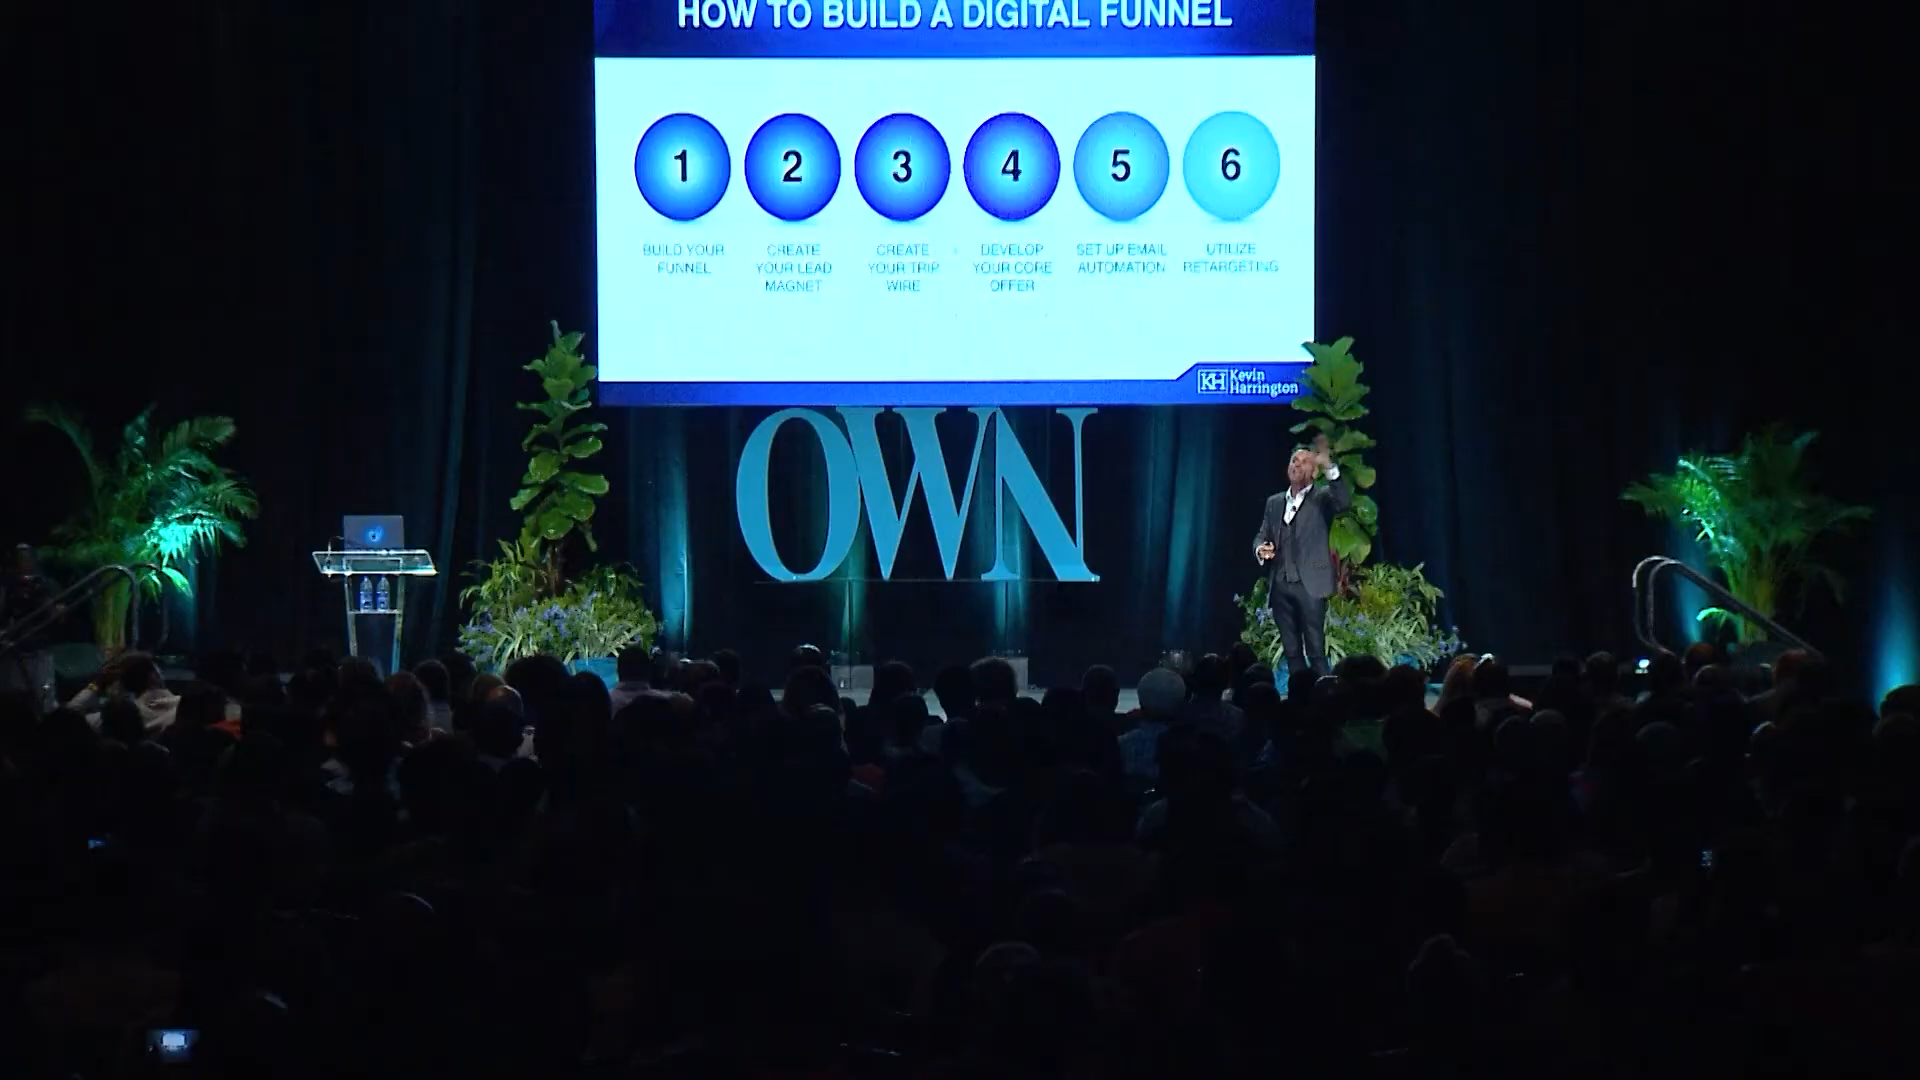 HOW TO BUILD A DIGITAL FUNNEL
1
2
3
4
5
6
BUILD YOUR
FUNNEL
CREATE
YOUR LEAD
MAGNET
CREATE
YOUR TRIP
WIRE
DEVELOP
YOUR CORE
OFFER
SET UP EMAIL
AUTOMATION
UTILIZE
RETARGETING
KH
Kevin
Harrington
OWN